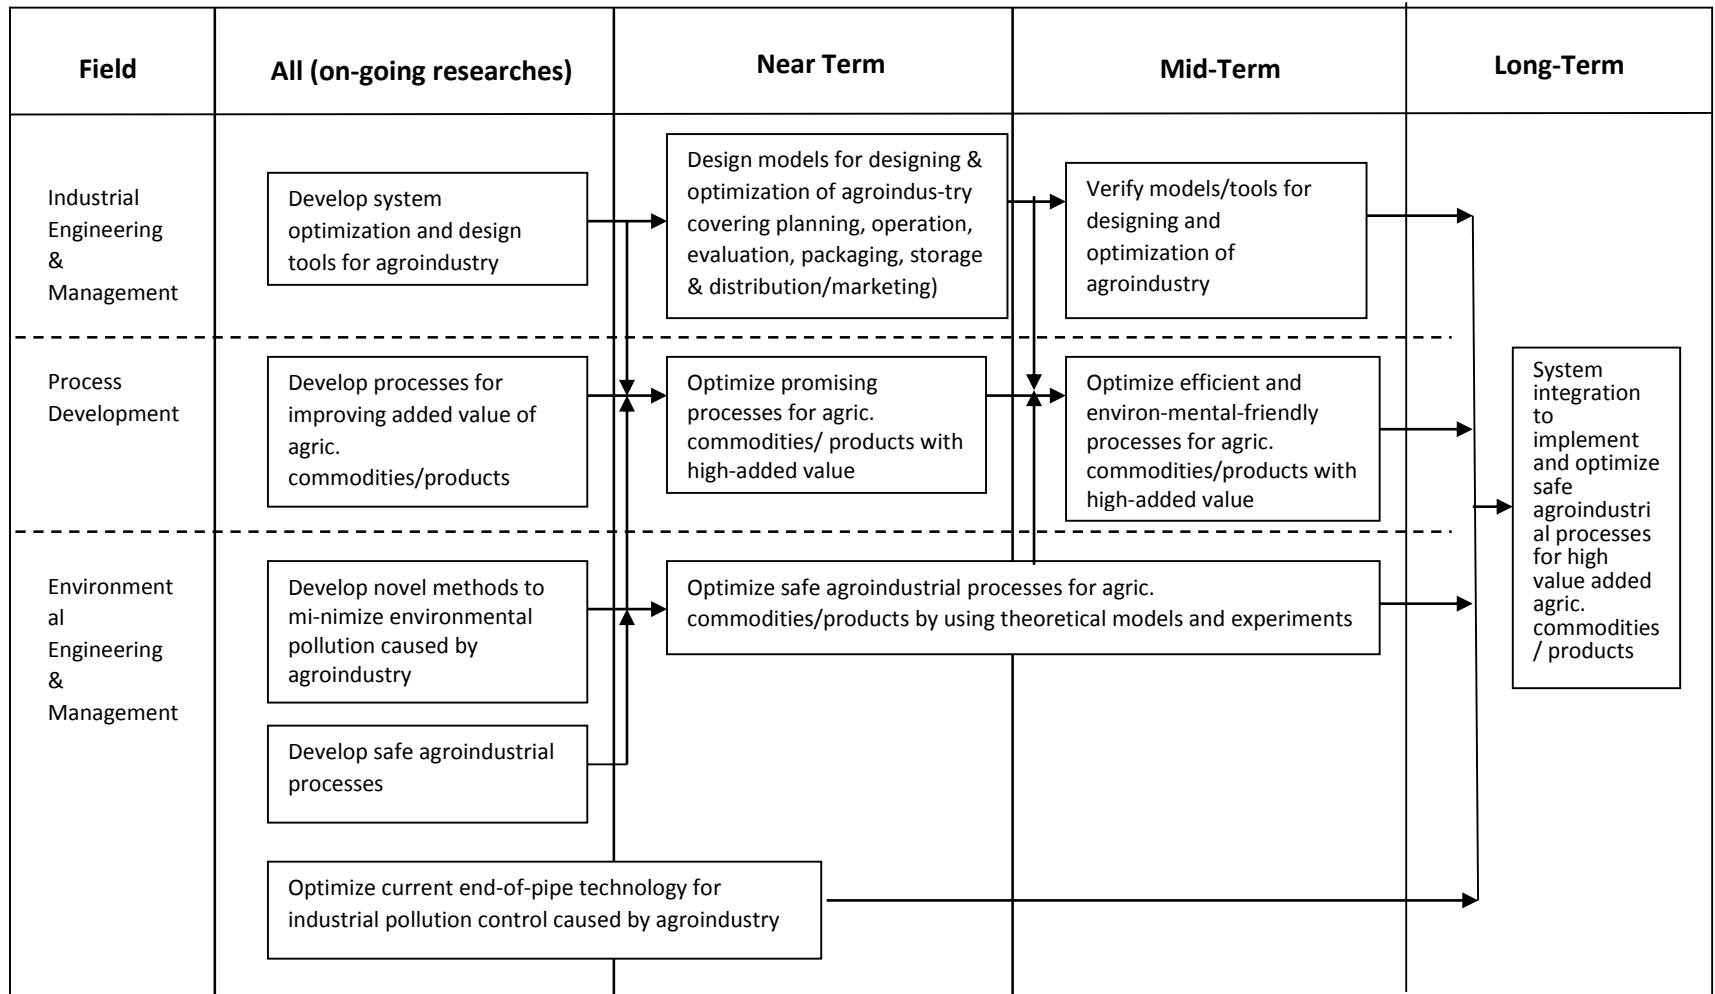 Field
All (on-going researches)
Near Term
Mid-Term
Long-Term
Industrial
Engineering
&
Management
Develop system
optimization and design
tools for agroindustry
Design models for designing &
optimization of agroindus-try
covering planning, operation,
evaluation, packaging, storage
& distribution/marketing)
Verify models/tools for
designing and
optimization of
agroindustry
Process
Development
Develop processes for
improving added value of
agric.
commodities/products
Optimize promising
processes for agric.
commodities/ products with
high-added value
Optimize efficient and
environ-mental-friendly
processes for agric.
commodities/products with
high-added value
System
integration
to
implement
and optimize
safe
agroindustri
al processes
for high
value added
agric.
commodities
/ products
Environment
al
Engineering
&
Management
Develop novel methods to
mi-nimize environmental
pollution caused by
agroindustry
Optimize safe agroindustrial processes for agric.
commodities/products by using theoretical models and experiments
Develop safe agroindustrial
processes
Optimize current end-of-pipe technology for
industrial pollution control caused by agroindustry